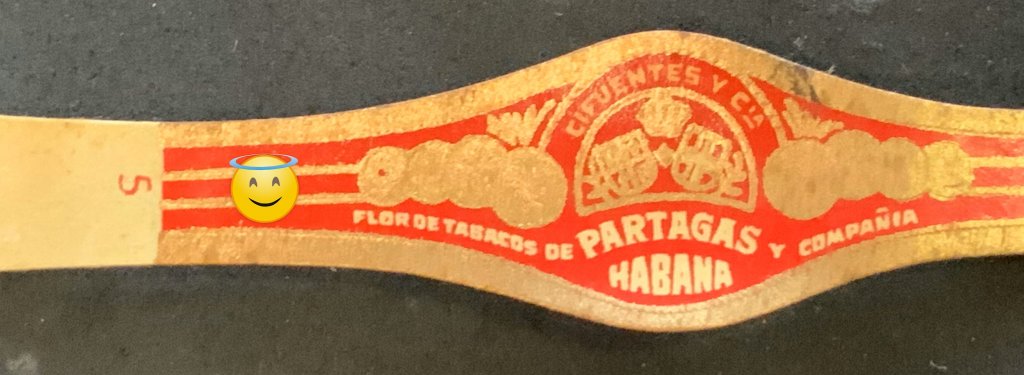 CIFUENTES Y Cia
FLOR DE TABACOS DE PARTAGAS Y COMPAÑIA
HABANA
5